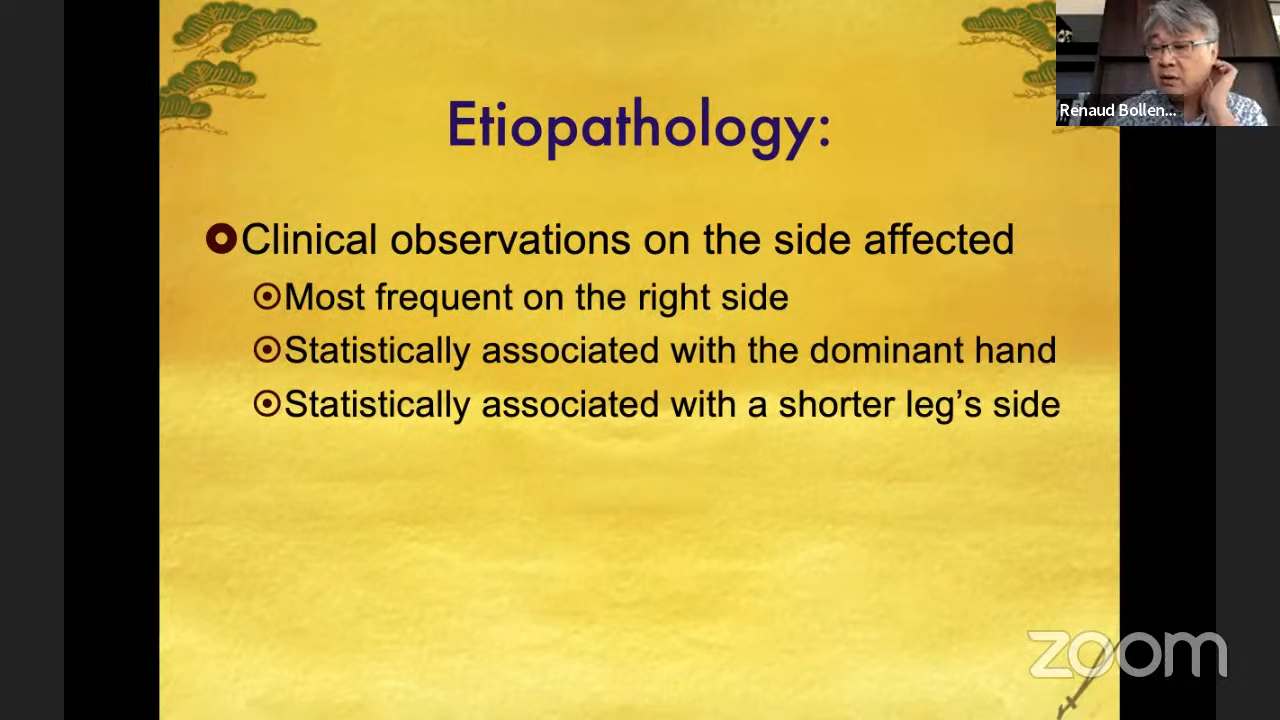 Etiopathology:
Clinical observations on the side affected
Most frequent on the right side
Statistically associated with the dominant hand
Statistically associated with a shorter leg’s side
Renaud Bollen...
zoom